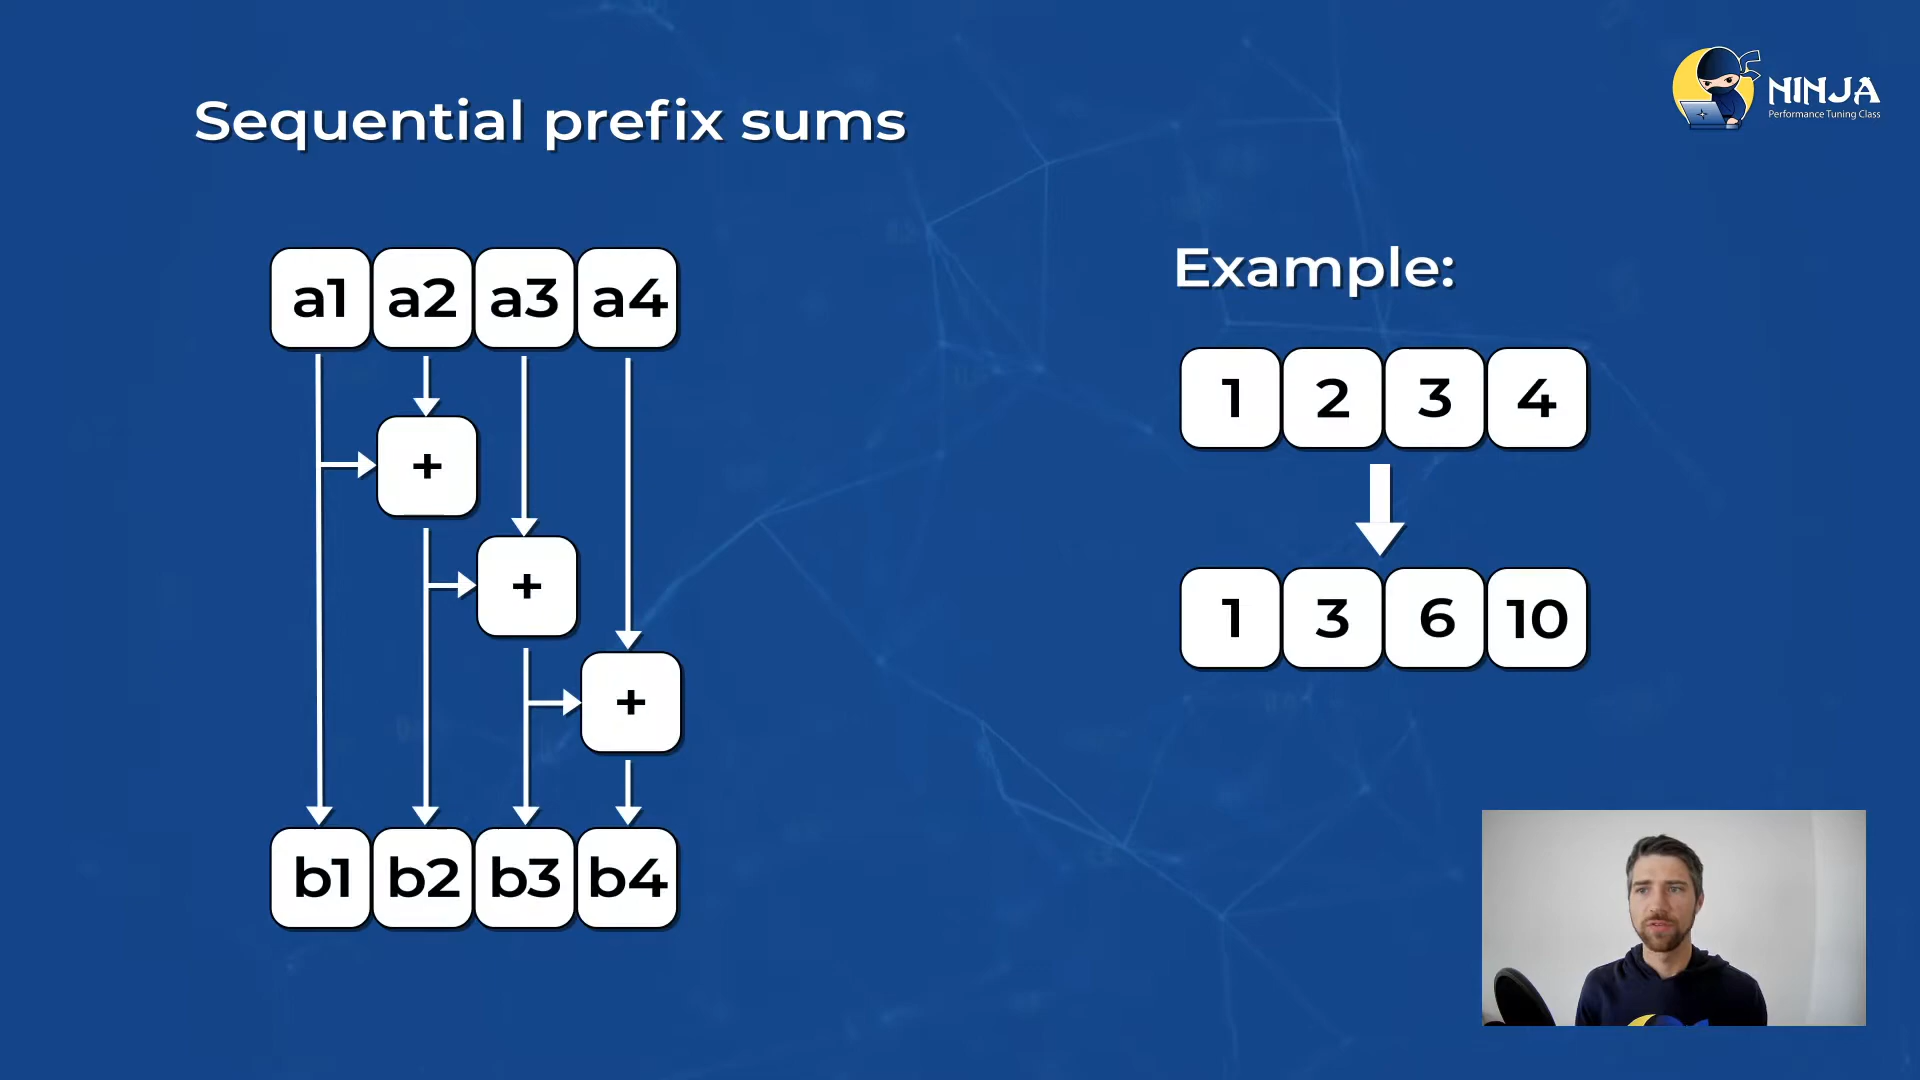 Sequential prefix sums
NINJA
Performance Tuning Class
a1 a2 a3 a4
+
+
+
b1 b2 b3 b4
Example:
1 2 3 4
1 3 6 10